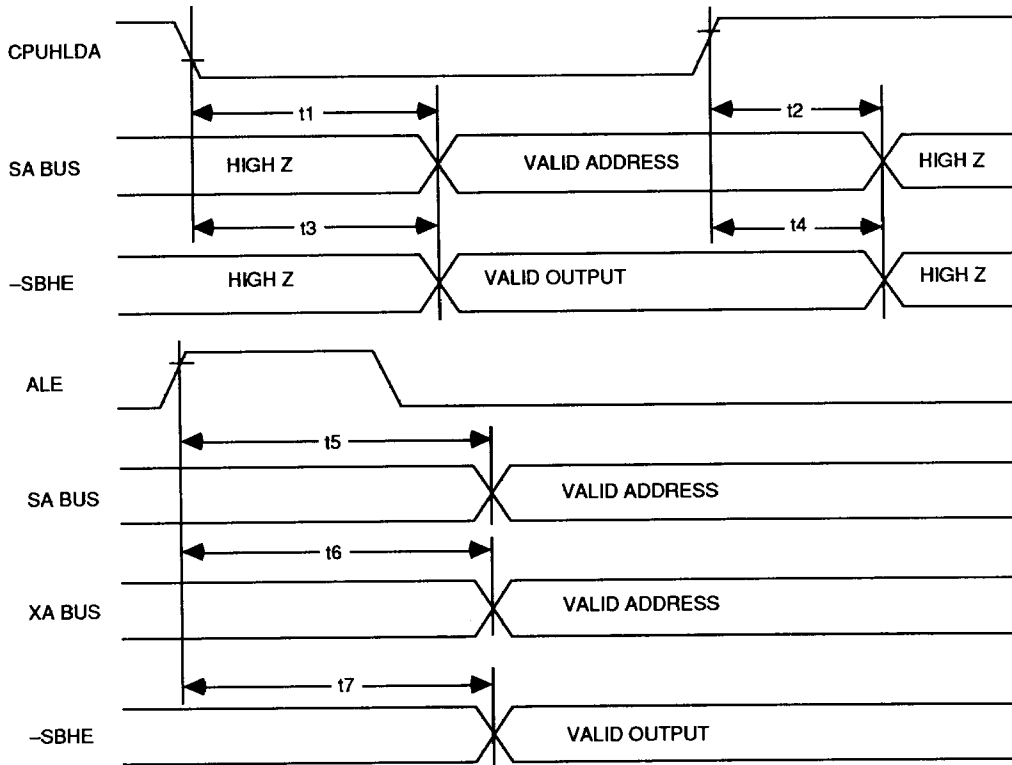 CPUHLDA
t1
t2
SA BUS
HIGH Z
VALID ADDRESS
HIGH Z
t3
t4
–SBHE
HIGH Z
VALID OUTPUT
HIGH Z
ALE
t5
SA BUS
VALID ADDRESS
t6
XA BUS
VALID ADDRESS
t7
–SBHE
VALID OUTPUT